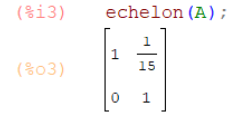 (%i3) echelon(A);
(%o3) [1 1/15
0 1]